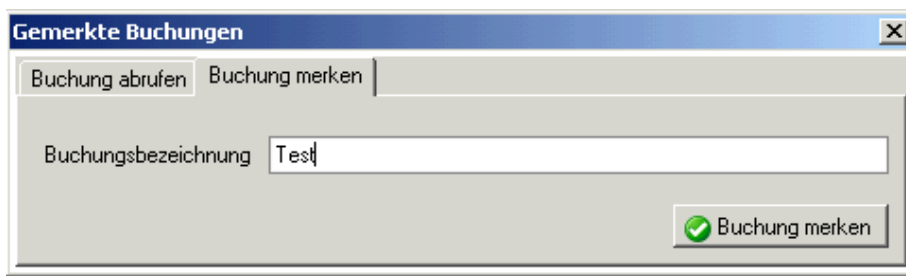 Gemerkte Buchungen
Buchung abrufen Buchung merken
Buchungsbezeichnung Test
Buchung merken